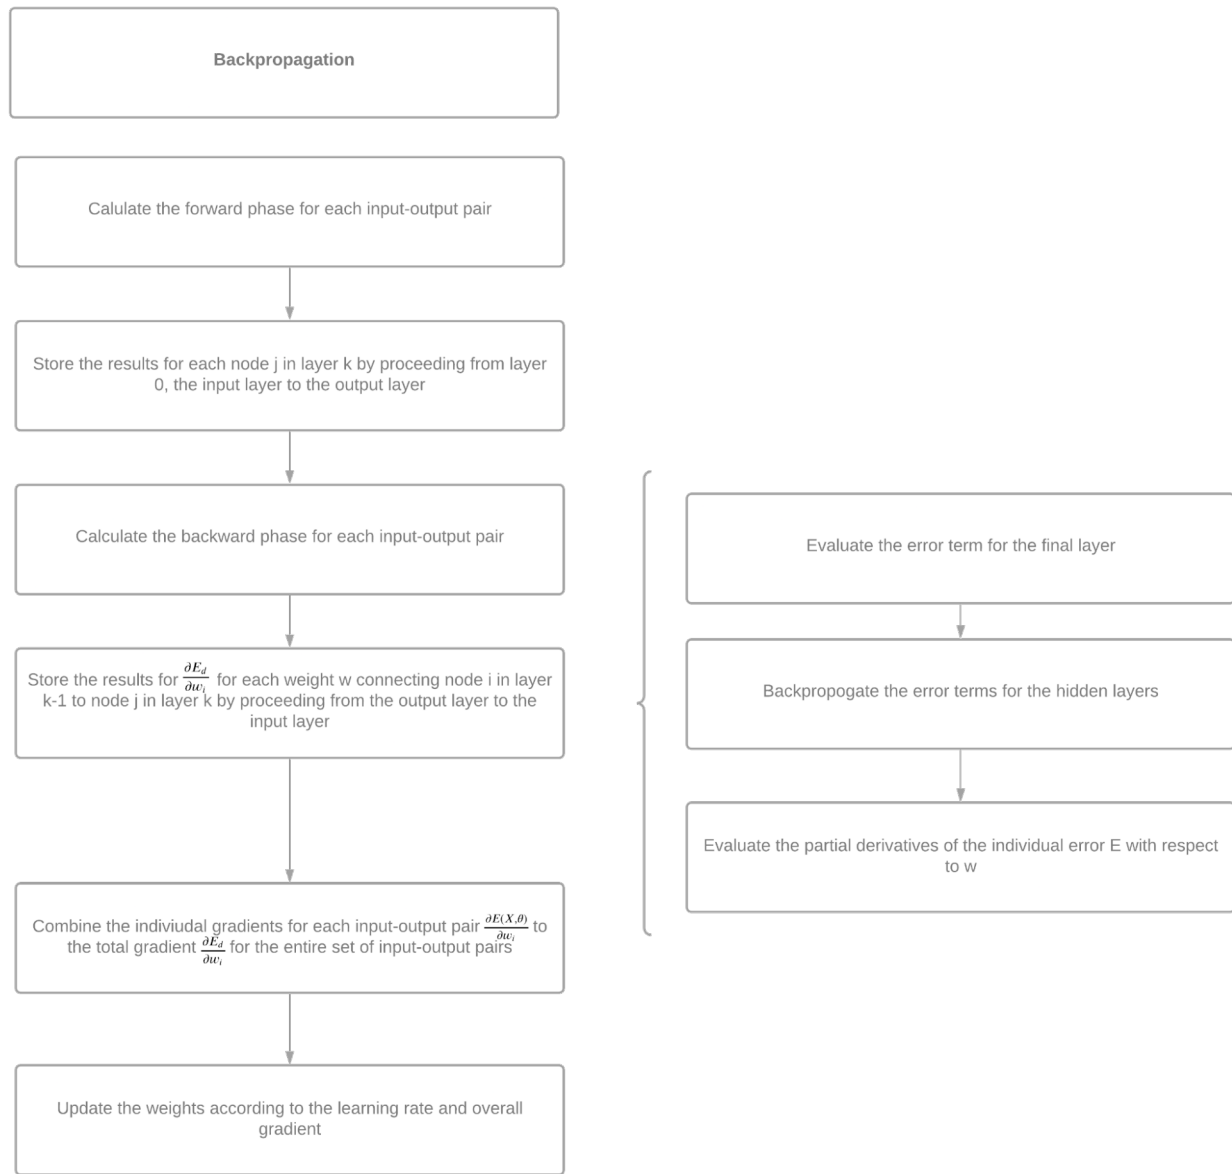 Backpropagation
Calulate the forward phase for each input-output pair
Store the results for each node j in layer k by proceeding from layer
0, the input layer to the output layer
Calculate the backward phase for each input-output pair
Store the results for ∂E_d/∂w_i for each weight w connecting node i in layer
k-1 to node j in layer k by proceeding from the output layer to the
input layer
Combine the indiviudal gradients for each input-output pair ∂E(X,θ)/∂w_i to
the total gradient ∂E_d/∂w_i for the entire set of input-output pairs
Update the weights according to the learning rate and overall
gradient
Evaluate the error term for the final layer
Backpropogate the error terms for the hidden layers
Evaluate the partial derivatives of the individual error E with respect
to w